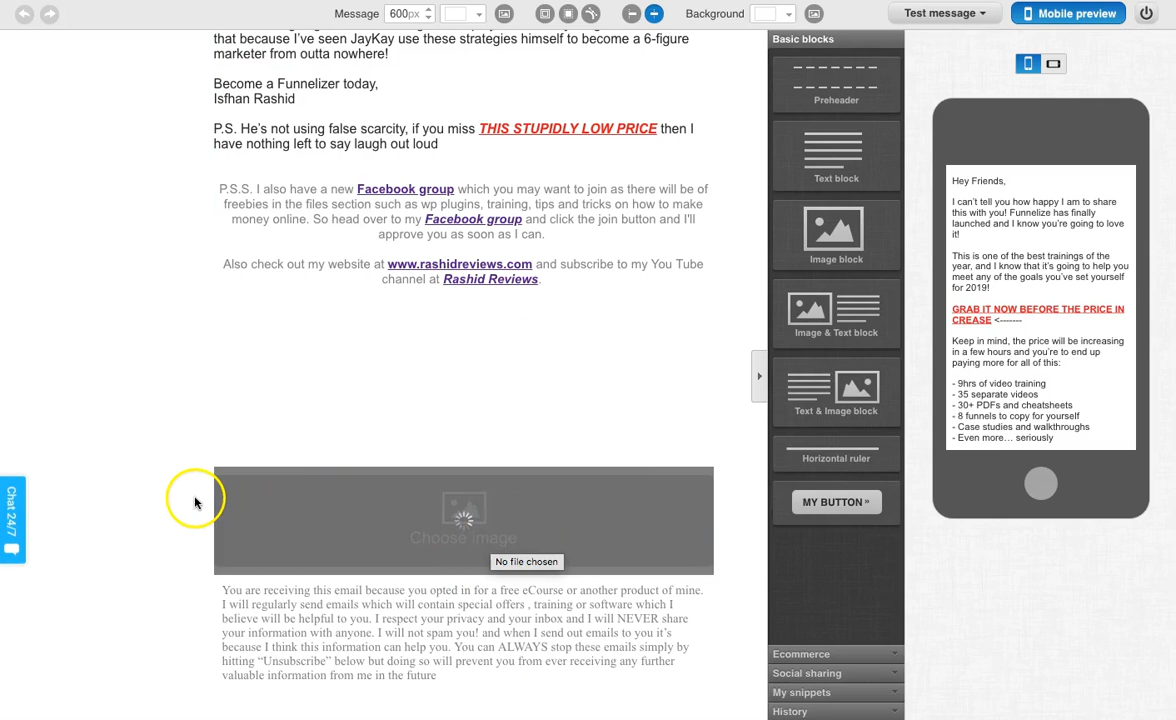 Message 600px Background Test message Mobile preview
that because I've seen JayKay use these strategies himself to become a 6-figure
marketer from outta nowhere!
Become a Funnelizer today,
Isfhan Rashid
P.S. He's not using false scarcity, if you miss THIS STUPIDLY LOW PRICE then I
have nothing left to say laugh out loud
P.S.S. I also have a new Facebook group which you may want to join as there will be of
freebies in the files section such as wp plugins, training, tips and tricks on how to make
money online. So head over to my Facebook group and click the join button and I'll
approve you as soon as I can.
Also check out my website at www.rashidreviews.com and subscribe to my You Tube
channel at Rashid Reviews.
Choose image
No file chosen
You are receiving this email because you opted in for a free eCourse or another product of mine.
I will regularly send emails which will contain special offers , training or software which I
believe will be helpful to you. I respect your privacy and your inbox and I will NEVER share
your information with anyone. I will not spam you! and when I send out emails to you it's
because I think this information can help you. You can ALWAYS stop these emails simply by
hitting “Unsubscribe” below but doing so will prevent you from ever receiving any further
valuable information from me in the future
Chat 24/7
Basic blocks
Preheader
Text block
Image block
Image & Text block
Text & Image block
Horizontal ruler
MY BUTTON »
Ecommerce
Social sharing
My snippets
History
Hey Friends,
I can't tell you how happy I am to share
this with you! Funnelize has finally
launched and I know you're going to love
it!
This is one of the best trainings of the
year, and I know that it's going to help you
meet any of the goals you've set yourself
for 2019!
GRAB IT NOW BEFORE THE PRICE IN
CREASE <-------
Keep in mind, the price will be increasing
in a few hours and you're to end up
paying more for all of this:
- 9hrs of video training
- 35 separate videos
- 30+ PDFs and cheatsheets
- 8 funnels to copy for yourself
- Case studies and walkthroughs
- Even more… seriously